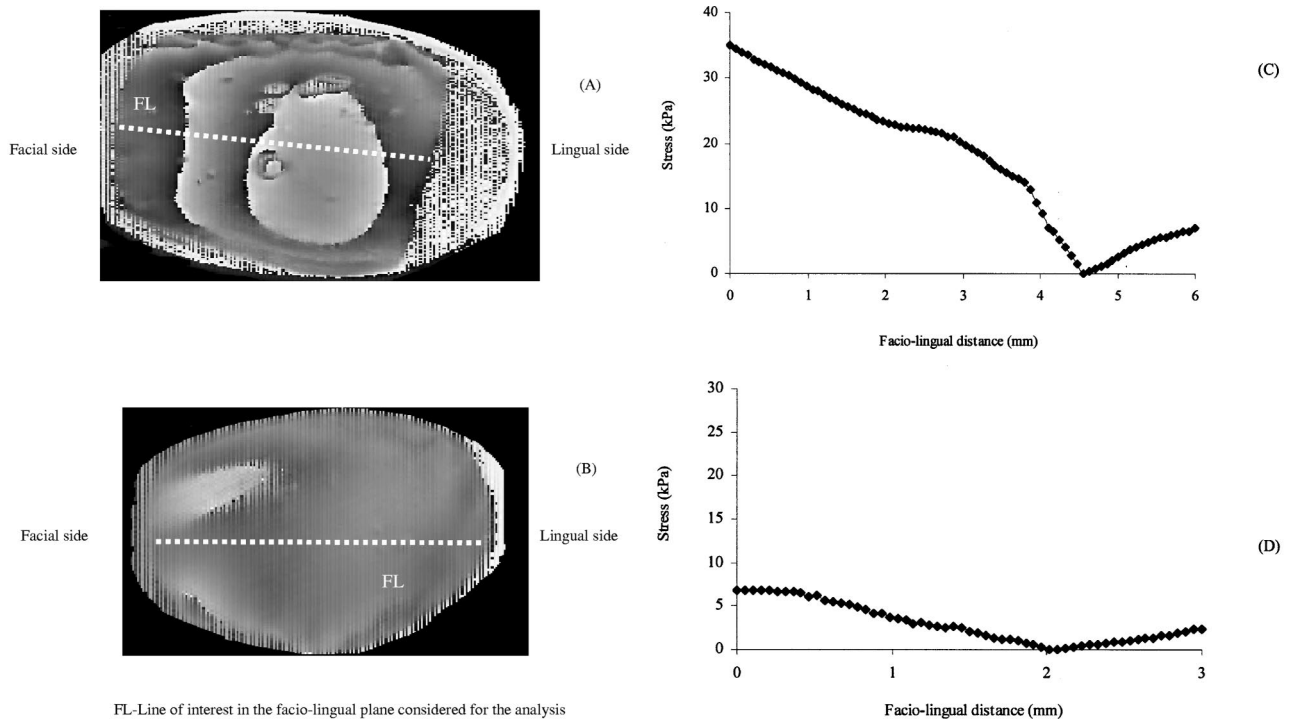 FL
(A)
Facial side
Lingual side
40
30
20
10
0
Stress (kPa)
0 1 2 3 4 5 6
Facio-lingual distance (mm)
(C)
(B)
Facial side
Lingual side
FL
30
25
20
15
10
5
0
Stress (kPa)
0 1 2 3
Facio-lingual distance (mm)
(D)
FL-Line of interest in the facio-lingual plane considered for the analysis